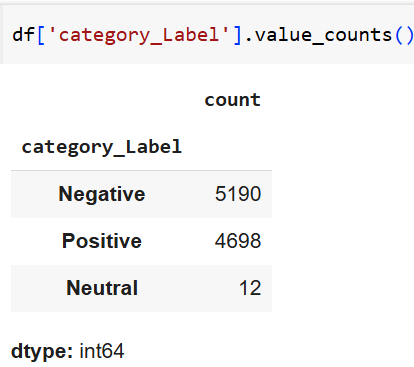 df['category_Label'].value_counts()
count
category_Label
Negative 5190
Positive 4698
Neutral 12
dtype: int64